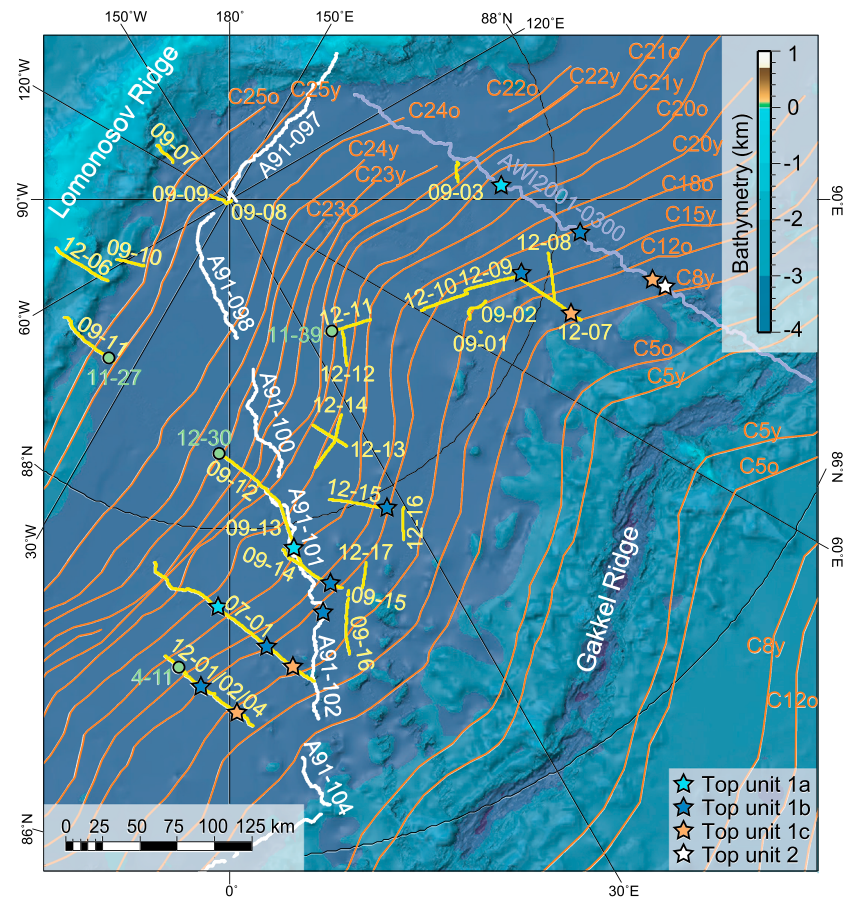 150°W
180°
150°E
88°N
120°E
120°W
90°W
60°W
88°N
30°W
86°N
0°
30°E
60°E
86°N
90°E
Lomonosov Ridge
Gakkel Ridge
C25o
C25y
C24o
C24y
C23y
C23o
C22o
C22y
C21o
C21y
C20o
C20y
C18o
C15y
C12o
C8y
C5o
C5y
C5y
C5o
C8y
C12o
A91-097
A91-098
A91-100
A91-101
A91-102
A91-104
AWI2001-0300
09-07
09-09
09-08
09-03
12-06
09-10
09-11
11-27
12-08
12-10
12-09
09-02
09-01
12-07
12-11
11-39
12-12
12-14
12-13
12-30
09-12
09-13
09-14
12-15
12-16
12-17
09-15
09-16
07-01
12-01/02/04
4-11
Bathymetry (km)
1
0
-1
-2
-3
-4
Top unit 1a
Top unit 1b
Top unit 1c
Top unit 2
0 25 50 75 100 125 km